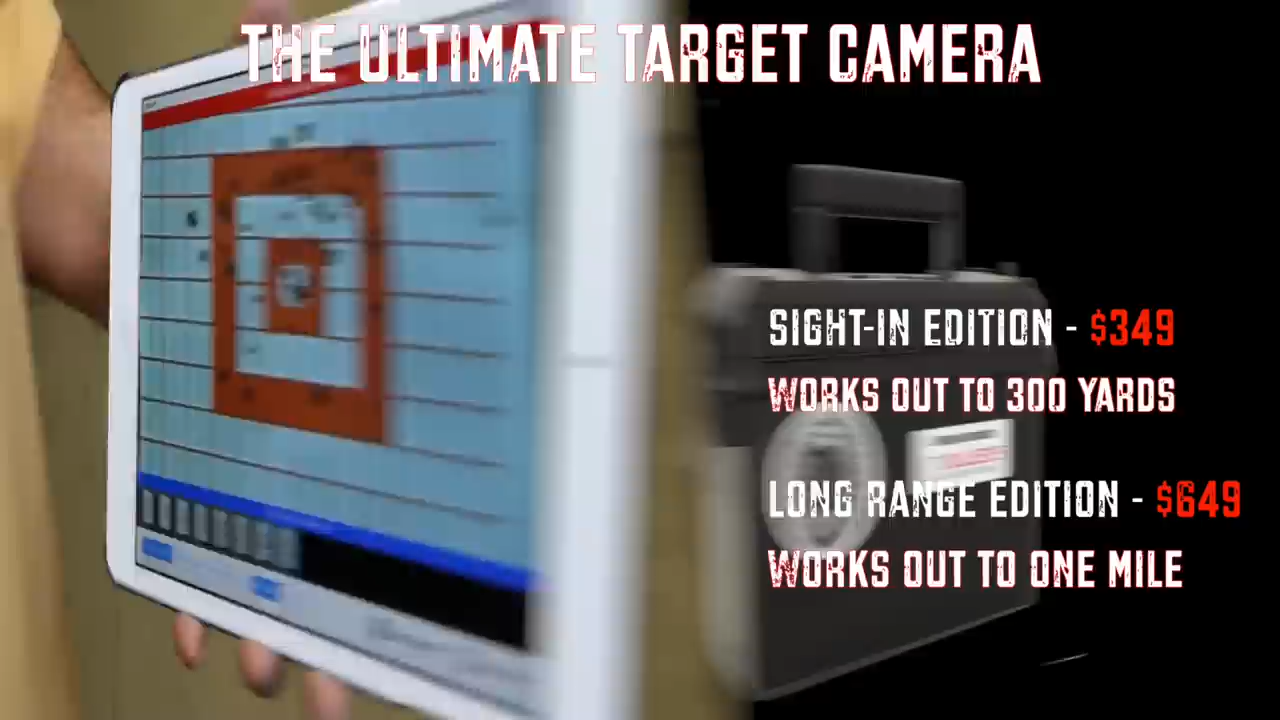 THE ULTIMATE TARGET CAMERA
SIGHT-IN EDITION - $349
WORKS OUT TO 300 YARDS
LONG RANGE EDITION - $649
WORKS OUT TO ONE MILE